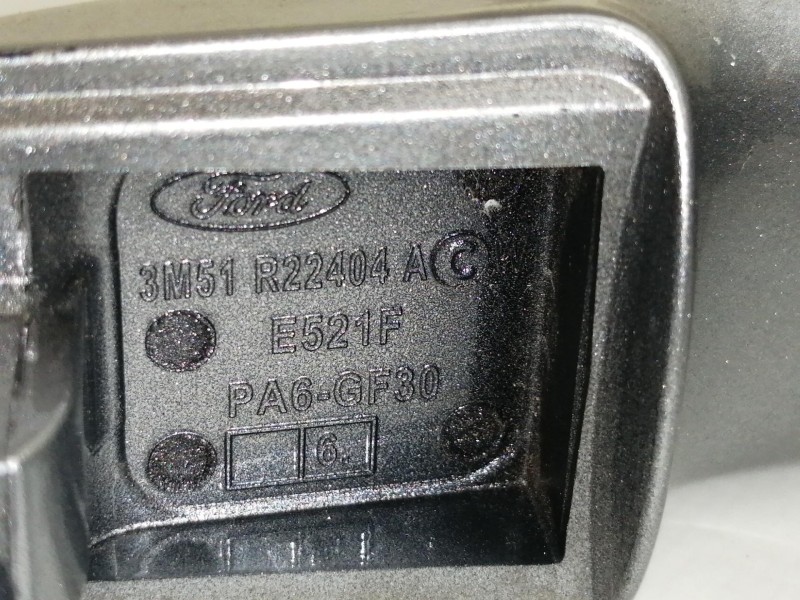 Ford
3M51 R22404 AC
E521F
PA6-GF30
6.